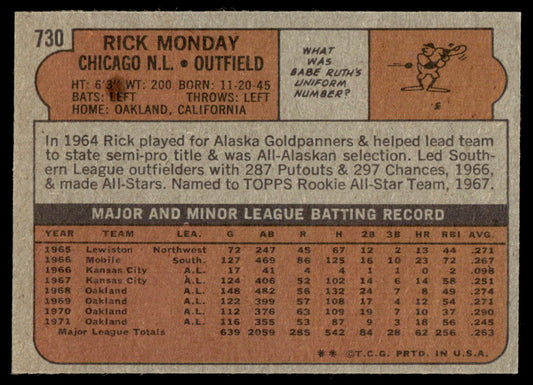 730
RICK MONDAY
CHICAGO N.L. • OUTFIELD
HT: 6'3" WT: 200 BORN: 11-20-45
BATS: LEFT THROWS: LEFT
HOME: OAKLAND, CALIFORNIA
WHAT
WAS
BABE RUTH'S
UNIFORM
NUMBER?
3
In 1964 Rick played for Alaska Goldpanners & helped lead team
to state semi-pro title & was All-Alaskan selection. Led South-
ern League outfielders with 287 Putouts & 297 Chances, 1966,
& made All-Stars. Named to TOPPS Rookie All-Star Team, 1967.
MAJOR AND MINOR LEAGUE BATTING RECORD
YEAR TEAM LEA. G AB R H 2B 3B HR RBI AVG.
1965 Lewiston Northwest 72 247 45 67 12 2 13 44 .271
1966 Mobile South. 127 469 86 125 16 10 23 72 .267
1966 Kansas City A.L. 17 41 4 4 1 1 0 2 .098
1967 Kansas City A.L. 124 406 52 102 14 6 14 58 .251
1968 Oakland A.L. 148 482 56 132 24 7 8 49 .274
1969 Oakland A.L. 122 399 57 108 17 4 12 54 .271
1970 Oakland A.L. 112 376 63 109 19 7 10 37 .290
1971 Oakland A.L. 116 355 53 87 9 3 18 56 .245
Major League Totals 639 2059 285 542 84 28 62 256 .263
** ©T.C.G. PRTD. IN U.S.A.